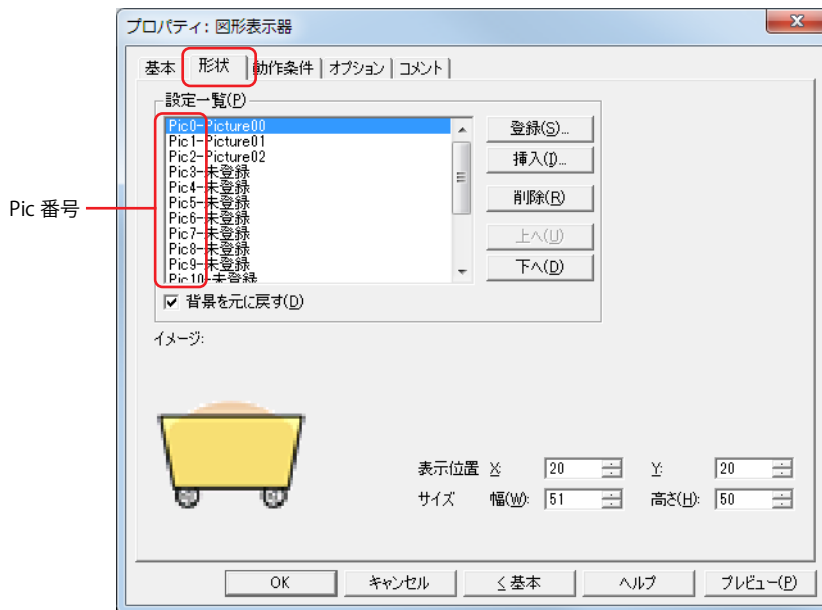 プロパティ: 図形表示器
基本 形状 動作条件 オプション コメント
設定一覧(P)
Pic0-Picture00
Pic1-Picture01
Pic2-Picture02
Pic3-未登録
Pic4-未登録
Pic5-未登録
Pic6-未登録
Pic7-未登録
Pic8-未登録
Pic9-未登録
Pic10-未登録
登録(S)...
挿入(I)...
削除(R)
上へ(U)
下へ(D)
Pic 番号
背景を元に戻す(D)
イメージ:
表示位置 X: 20 Y: 20
サイズ 幅(W): 51 高さ(H): 50
OK キャンセル <基本 ヘルプ プレビュー(P)